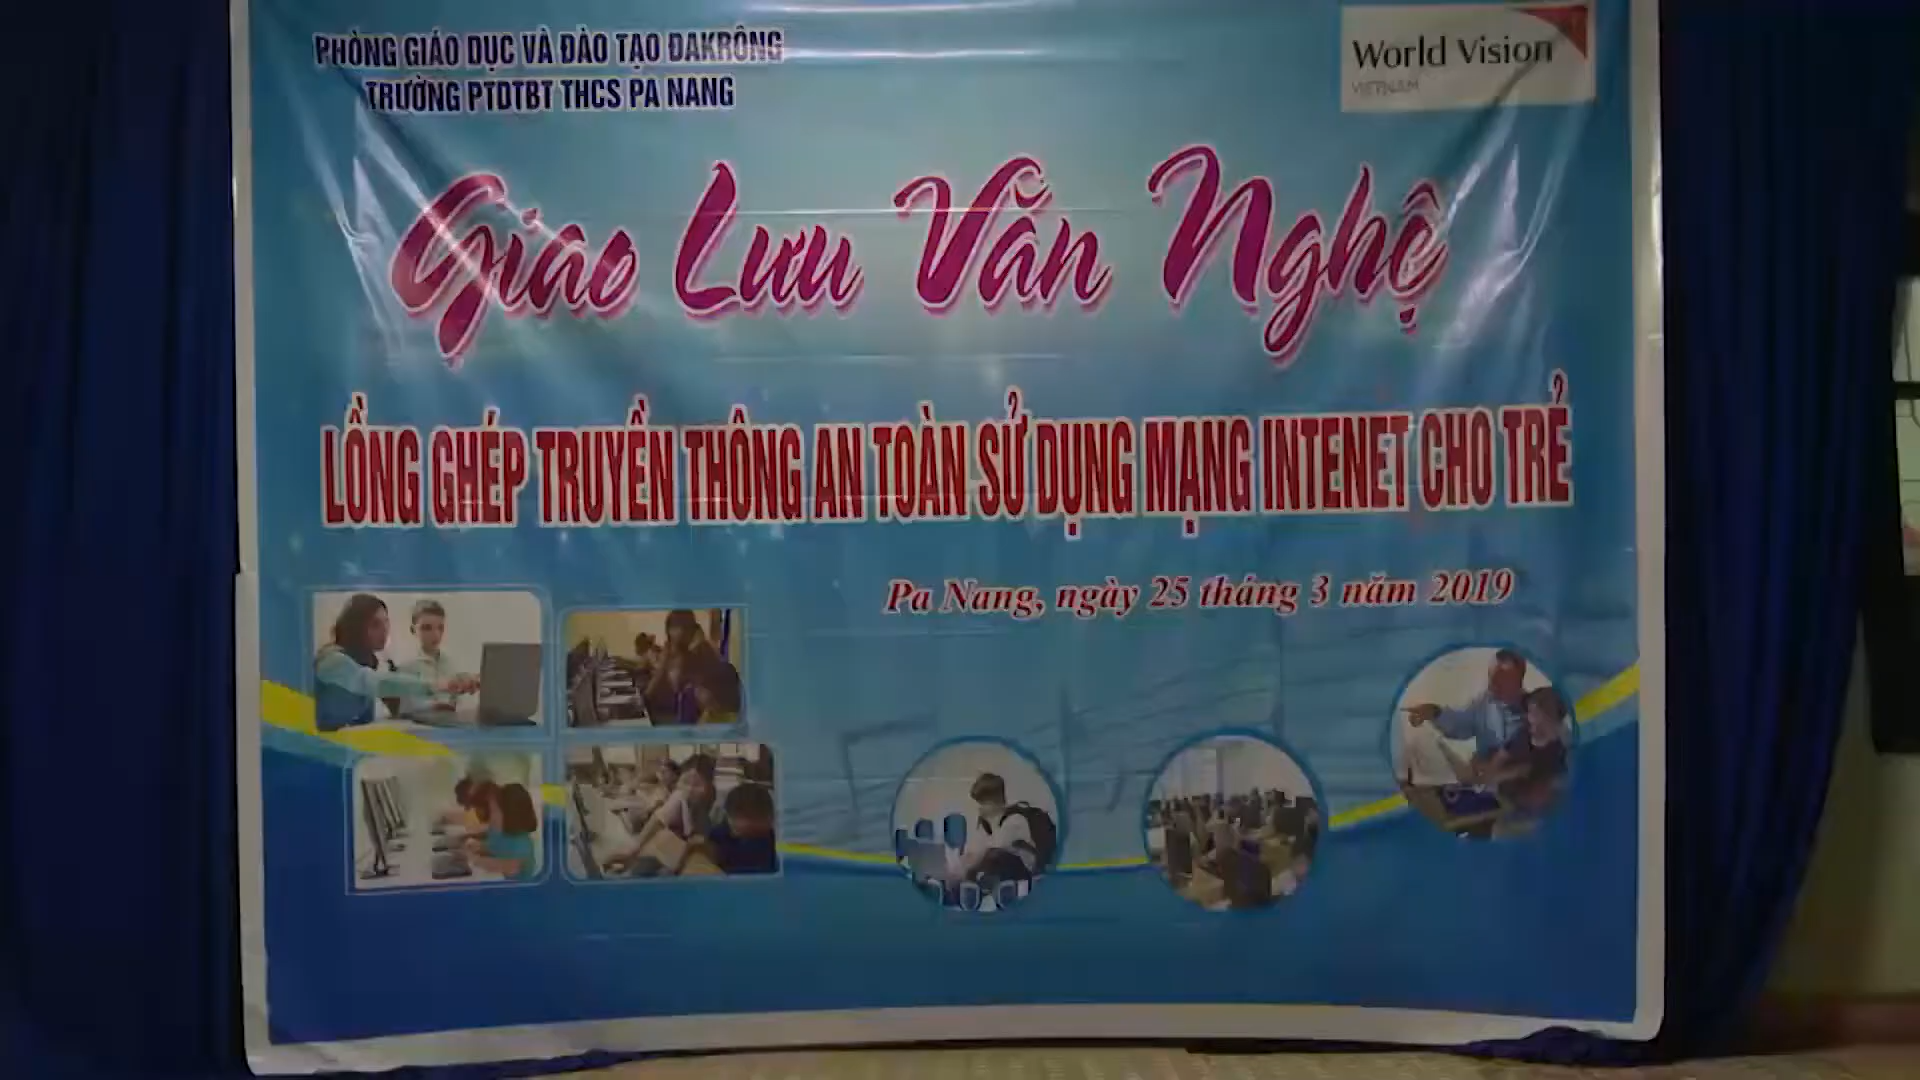 PHÒNG GIÁO DỤC VÀ ĐÀO TẠO ĐAKRÔNG
TRƯỜNG PTDTBT THCS PA NANG
World Vision
VIETNAM
Giao Lưu Văn Nghệ
LỒNG GHÉP TRUYỀN THÔNG AN TOÀN SỬ DỤNG MẠNG INTENET CHO TRẺ
Pa Nang, ngày 25 tháng 3 năm 2019